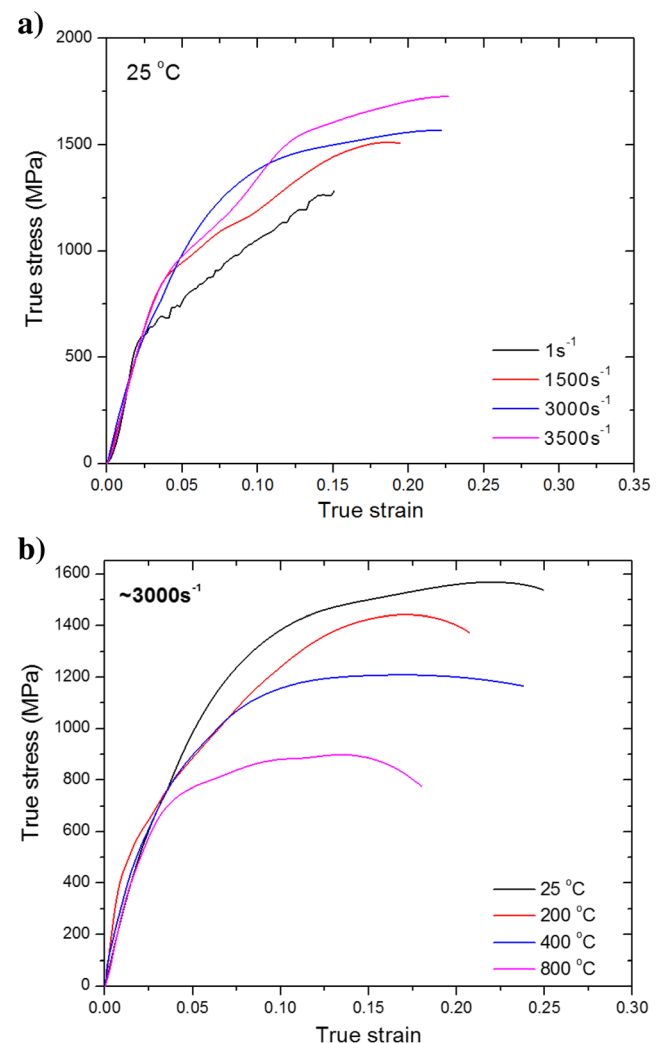 a)
2000
25 °C
1500
1000
500
0
True stress (MPa)
1s⁻¹
1500s⁻¹
3000s⁻¹
3500s⁻¹
0.00 0.05 0.10 0.15 0.20 0.25 0.30 0.35
True strain
b)
1600
~3000s⁻¹
1400
1200
1000
800
600
400
200
0
True stress (MPa)
25 °C
200 °C
400 °C
800 °C
0.00 0.05 0.10 0.15 0.20 0.25 0.30
True strain